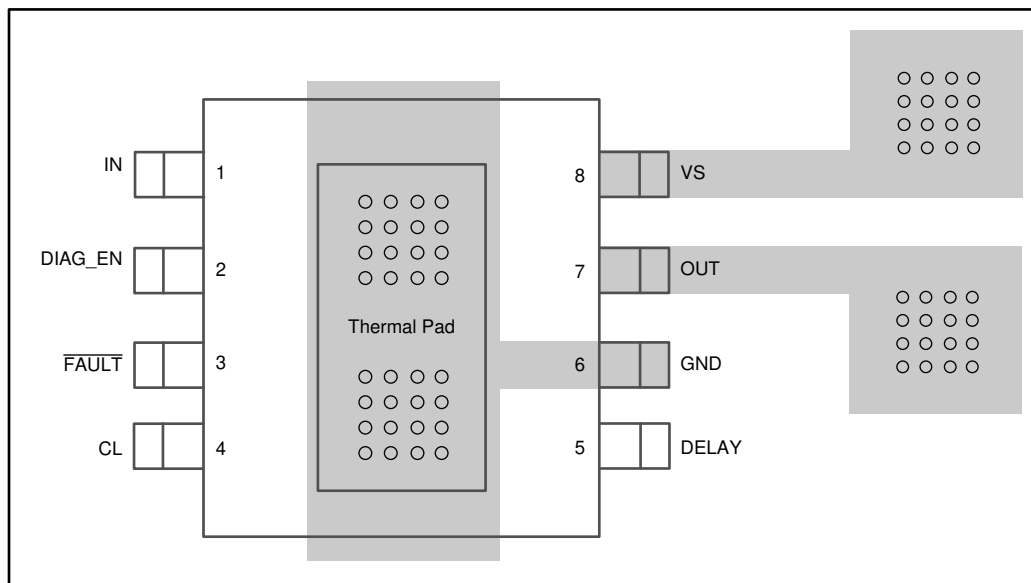 IN
1
8
VS
DIAG_EN
2
7
OUT
Thermal Pad
FAULT
3
6
GND
CL
4
5
DELAY